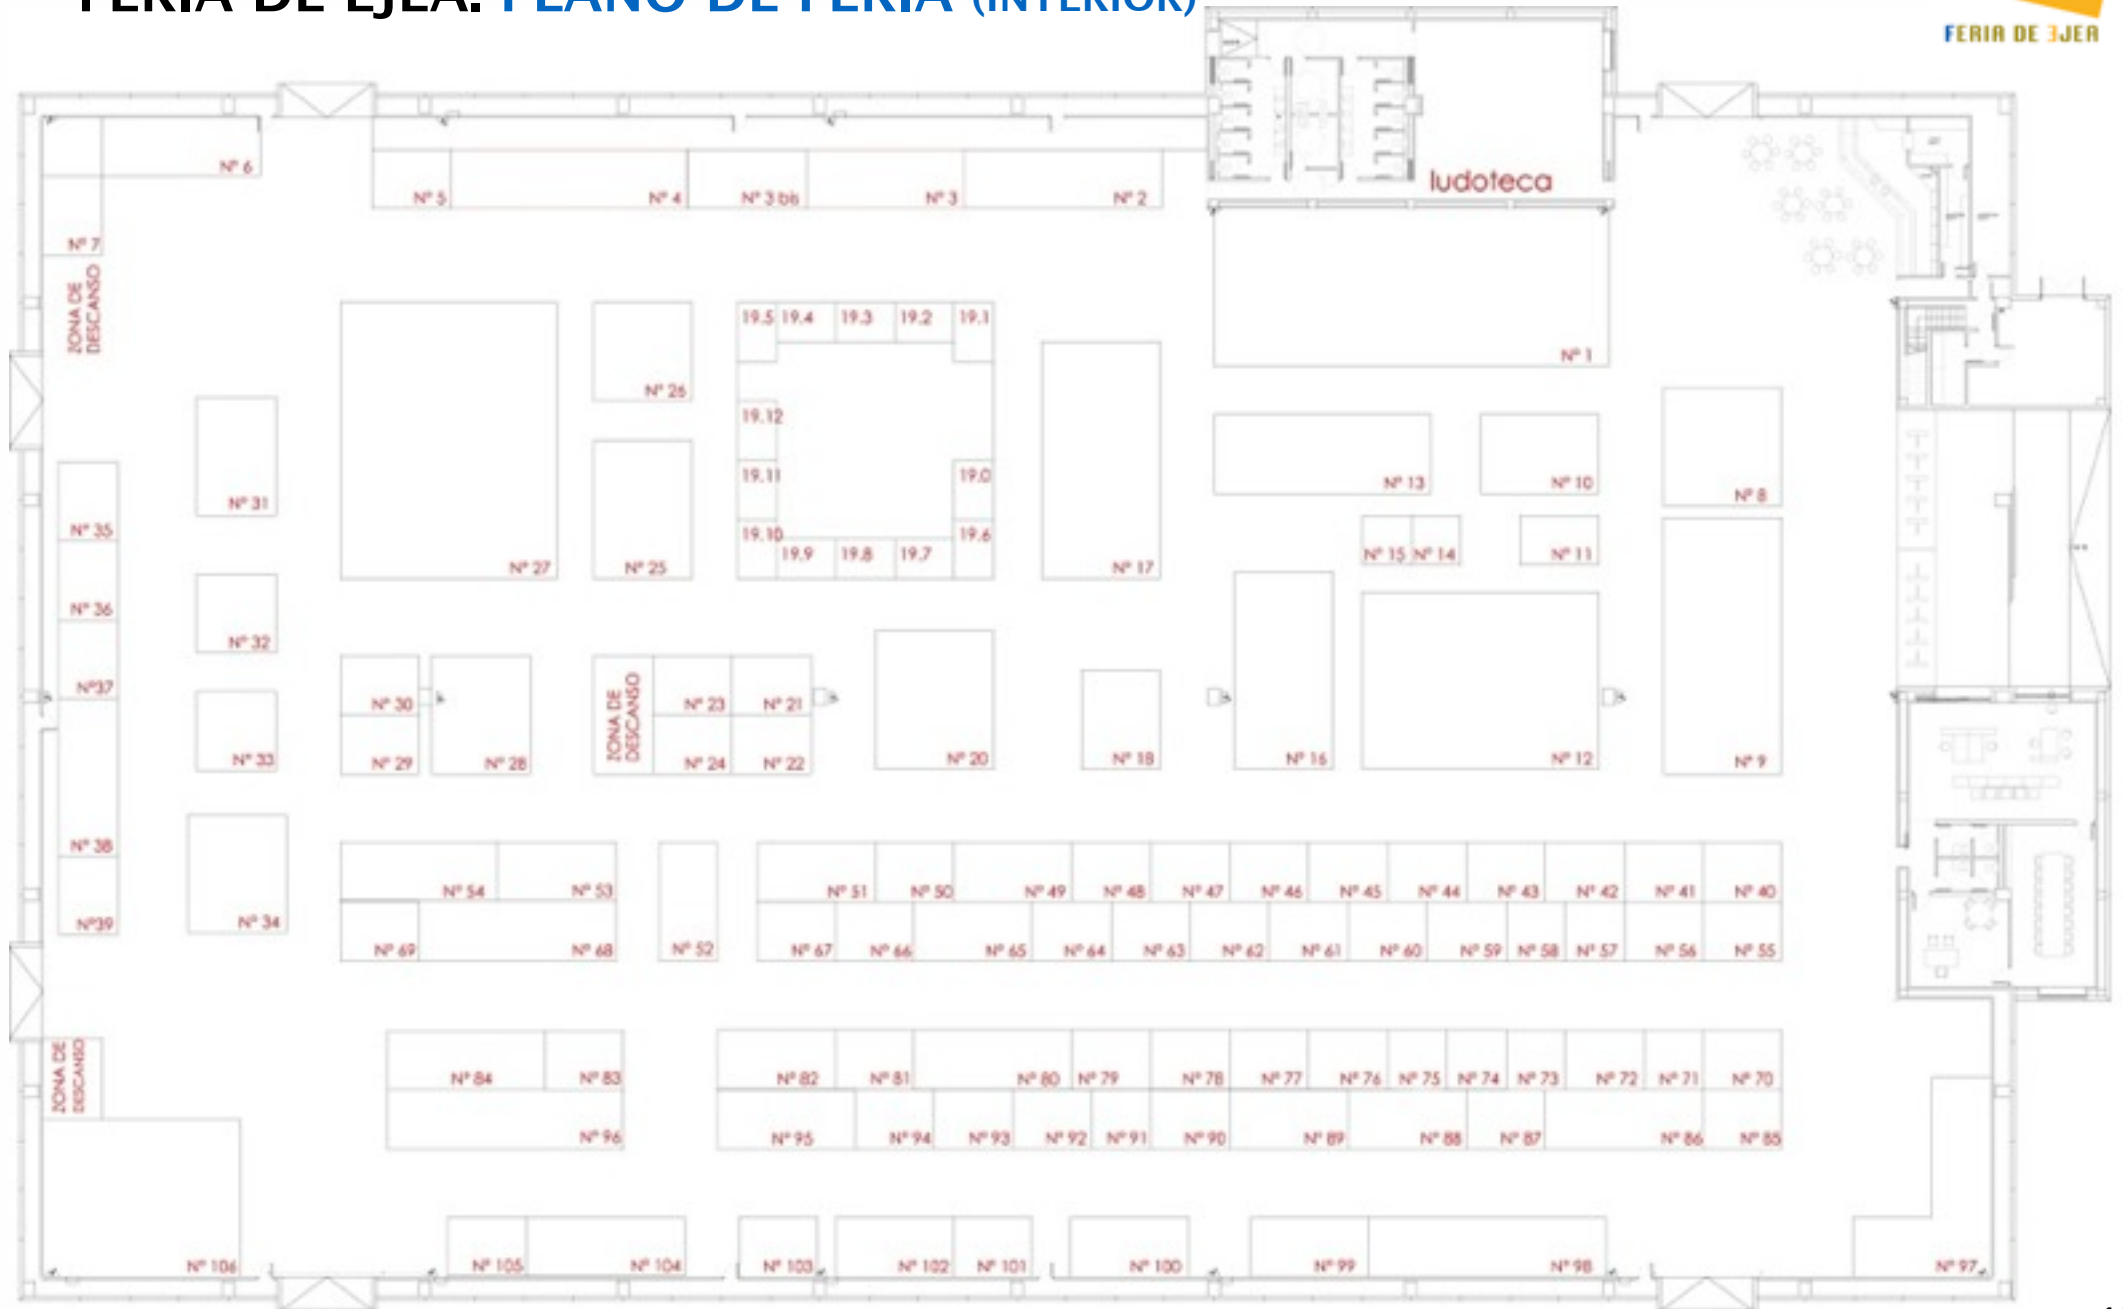 FERIA DE EJEA. PLANO DE FERIA (INTERIOR)
FERIA DE EJEA
ludoteca
Nº 6
Nº 5
Nº 4
Nº 3 bis
Nº 3
Nº 2
Nº 7
ZONA DE
DESCANSO
19.5 19.4 19.3 19.2 19.1
Nº 1
Nº 26
19.12
19.11
19.0
19.10
19.6
19.9 19.8 19.7
Nº 31
Nº 27
Nº 25
Nº 17
Nº 13
Nº 10
Nº 8
Nº 15 Nº 14
Nº 11
Nº 35
Nº 36
Nº37
Nº 38
Nº39
Nº 32
Nº 33
Nº 34
Nº 30
Nº 29
Nº 28
ZONA DE
DESCANSO
Nº 23
Nº 21
Nº 24
Nº 22
Nº 20
Nº 18
Nº 16
Nº 12
Nº 9
Nº 54
Nº 53
Nº 51
Nº 50
Nº 49
Nº 48
Nº 47
Nº 46
Nº 45
Nº 44
Nº 43
Nº 42
Nº 41
Nº 40
Nº 69
Nº 68
Nº 52
Nº 67
Nº 66
Nº 65
Nº 64
Nº 63
Nº 62
Nº 61
Nº 60
Nº 59
Nº 58
Nº 57
Nº 56
Nº 55
ZONA DE
DESCANSO
Nº 84
Nº 83
Nº 82
Nº 81
Nº 80
Nº 79
Nº 78
Nº 77
Nº 76
Nº 75
Nº 74
Nº 73
Nº 72
Nº 71
Nº 70
Nº 96
Nº 95
Nº 94
Nº 93
Nº 92
Nº 91
Nº 90
Nº 89
Nº 88
Nº 87
Nº 86
Nº 85
Nº 106
Nº 105
Nº 104
Nº 103
Nº 102
Nº 101
Nº 100
Nº 99
Nº 98
Nº 97